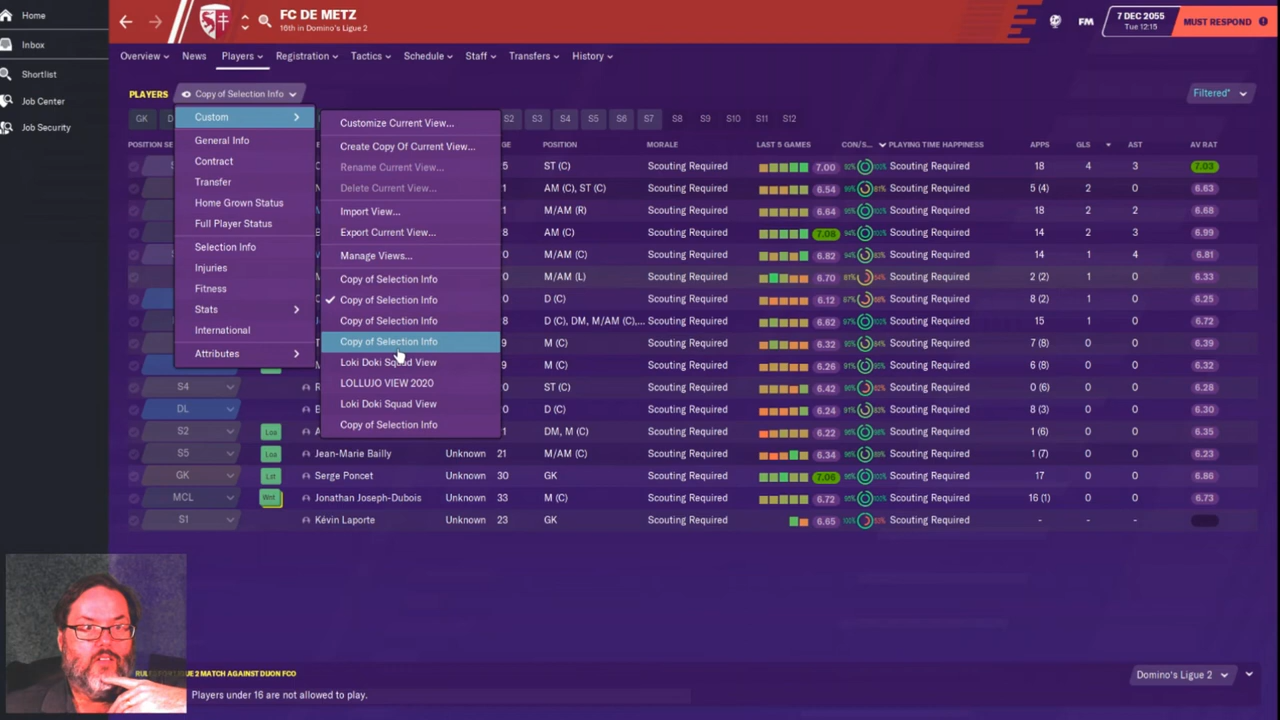 Home
Inbox
Shortlist
Job Center
Job Security
FC DE METZ
16th in Domino's Ligue 2
FM
7 DEC 2055
Tue 12:15
MUST RESPOND
Overview
News
Players
Registration
Tactics
Schedule
Staff
Transfers
History
PLAYERS
Copy of Selection Info
Filtered*
GK
S2 S3 S4 S5 S6 S7 S8 S9 S10 S11 S12
Custom
General Info
Contract
Transfer
Home Grown Status
Full Player Status
Selection Info
Injuries
Fitness
Stats
International
Attributes
Customize Current View...
Create Copy Of Current View...
Rename Current View...
Delete Current View...
Import View...
Export Current View...
Manage Views...
Copy of Selection Info
Copy of Selection Info
Copy of Selection Info
Copy of Selection Info
Loki Doki Squad View
LOLLUJO VIEW 2020
Loki Doki Squad View
Copy of Selection Info
POSITION MORALE LAST 5 GAMES CON/S... PLAYING TIME HAPPINESS APPS GLS AST AV RAT
ST (C) Scouting Required 7.00 Scouting Required 18 4 3 7.03
AM (C), ST (C) Scouting Required 6.54 Scouting Required 5 (4) 2 0 6.63
M/AM (R) Scouting Required 6.64 Scouting Required 18 2 2 6.68
AM (C) Scouting Required 7.08 Scouting Required 14 2 3 6.99
M/AM (C) Scouting Required 6.82 Scouting Required 14 1 4 6.81
M/AM (L) Scouting Required 6.70 Scouting Required 2 (2) 1 0 6.33
D (C) Scouting Required 6.12 Scouting Required 8 (2) 1 0 6.25
D (C), DM, M/AM (C),... Scouting Required 6.62 Scouting Required 15 1 0 6.72
M (C) Scouting Required 6.32 Scouting Required 7 (8) 0 1 6.39
M (C) Scouting Required 6.26 Scouting Required 6 (8) 0 0 6.32
S4 ST (C) Scouting Required 6.42 Scouting Required 0 (6) 0 0 6.28
DL D (C) Scouting Required 6.24 Scouting Required 8 (3) 0 0 6.30
S2 Loa DM, M (C) Scouting Required 6.22 Scouting Required 1 (6) 0 0 6.35
S5 Loa Jean-Marie Bailly Unknown 21 M/AM (C) Scouting Required 6.34 Scouting Required 1 (7) 0 0 6.23
GK Lst Serge Poncet Unknown 30 GK Scouting Required 7.06 Scouting Required 17 0 0 6.86
MCL Wnt Jonathan Joseph-Dubois Unknown 33 M (C) Scouting Required 6.72 Scouting Required 16 (1) 0 0 6.73
S1 Kévin Laporte Unknown 23 GK Scouting Required 6.65 Scouting Required - - -
UE 2 MATCH AGAINST DIJON FCO
Players under 16 are not allowed to play.
Domino's Ligue 2